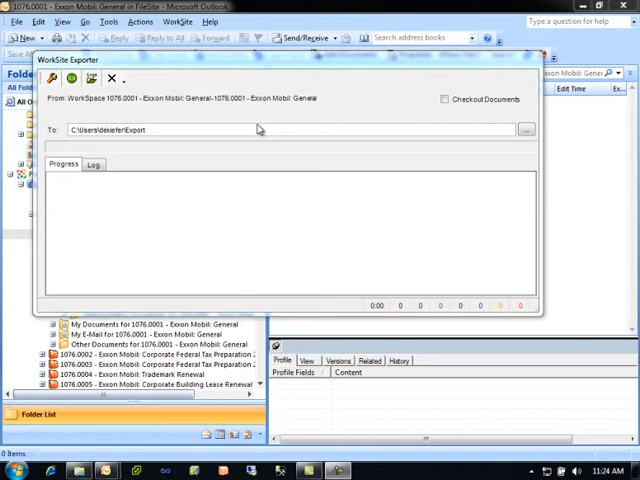 1076.0001 - Exxon Mobil: General in FileSite - Microsoft Outlook
File Edit View Go Tools Actions WorkSite Help
Type a question for help
New Reply Reply to All Forward Send/Receive Search address books
WorkSite Exporter
Logs
From: WorkSpace 1076.0001 - Exxon Mobil: General-1076.0001 - Exxon Mobil: General
Checkout Documents
To: C:\Users\dekiefer\Export ...
Progress Log
0:00 0 0 0 0 0 0
Edit Time Ex...
My Documents for 1076.0001 - Exxon Mobil: General
My E-Mail for 1076.0001 - Exxon Mobil: General
Other Documents for 1076.0001 - Exxon Mobil: General
1076.0002 - Exxon Mobil: Corporate Federal Tax Preparation 2
1076.0003 - Exxon Mobil: Corporate Federal Tax Preparation 2
1076.0004 - Exxon Mobil: Trademark Renewal
1076.0005 - Exxon Mobil: Corporate Building Lease Renewal
Profile View Versions Related History
Profile Fields / Content
Folder List
0 Items
11:24 AM